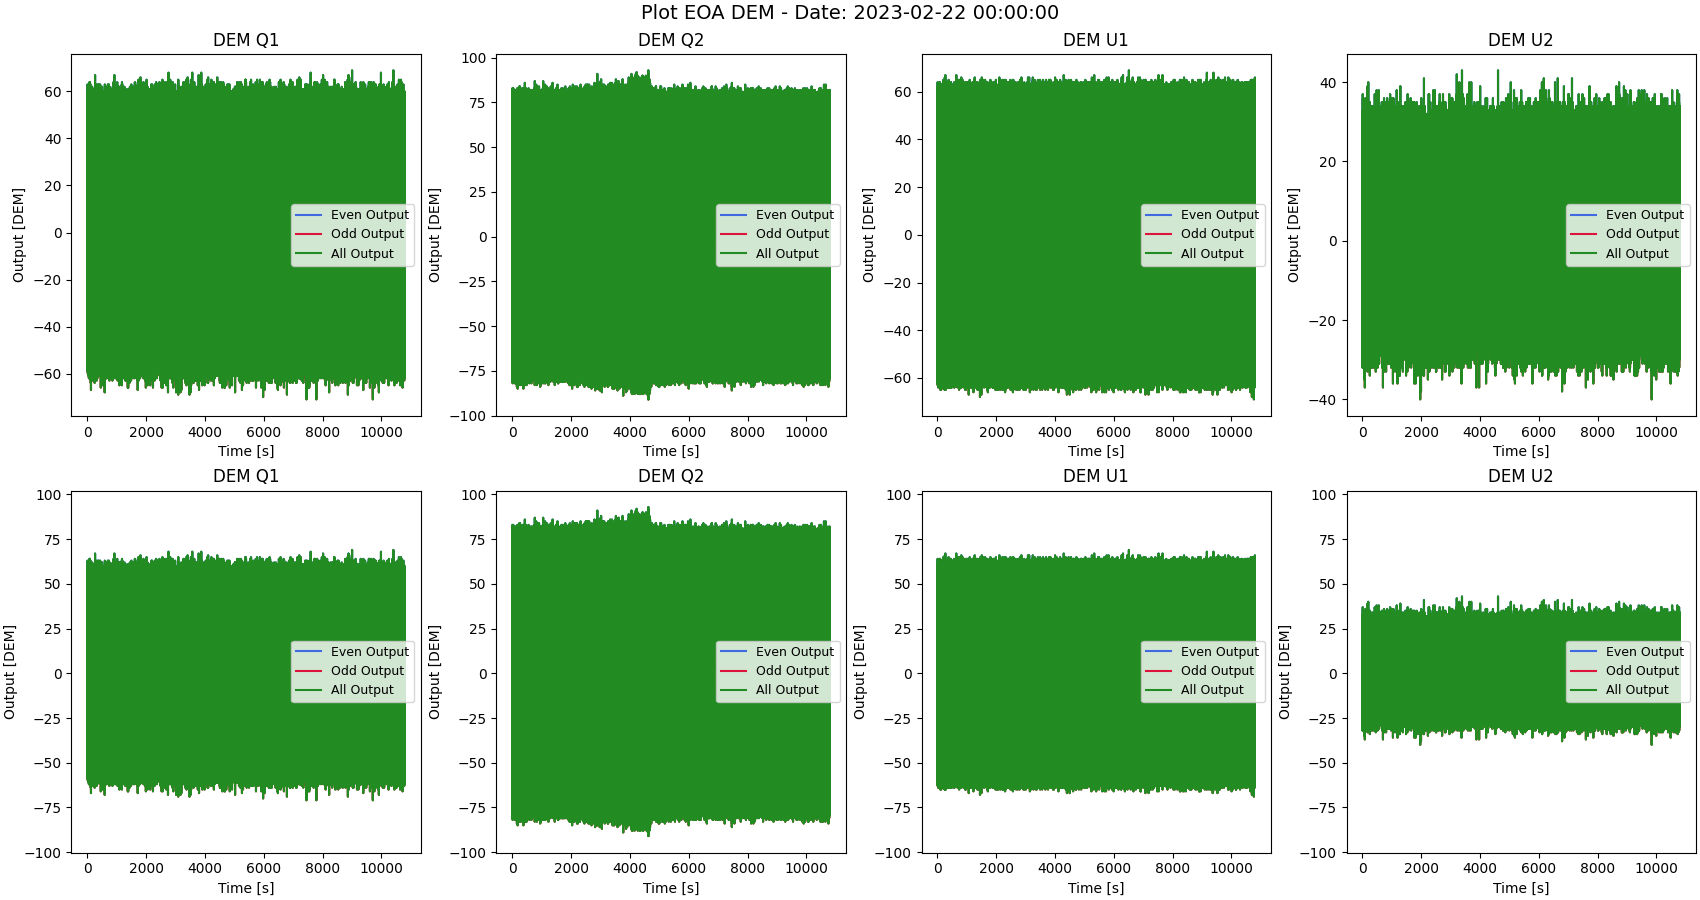 Plot EOA DEM - Date: 2023-02-22 00:00:00
DEM Q1
DEM Q2
DEM U1
DEM U2
Output [DEM]
60
40
20
0
−20
−40
−60
Even Output
Odd Output
All Output
0 2000 4000 6000 8000 10000
Time [s]
Output [DEM]
100
75
50
25
0
−25
−50
−75
−100
Even Output
Odd Output
All Output
0 2000 4000 6000 8000 10000
Time [s]
Output [DEM]
60
40
20
0
−20
−40
−60
Even Output
Odd Output
All Output
0 2000 4000 6000 8000 10000
Time [s]
Output [DEM]
40
20
0
−20
−40
Even Output
Odd Output
All Output
0 2000 4000 6000 8000 10000
Time [s]
DEM Q1
DEM Q2
DEM U1
DEM U2
Output [DEM]
100
75
50
25
0
−25
−50
−75
−100
Even Output
Odd Output
All Output
0 2000 4000 6000 8000 10000
Time [s]
Output [DEM]
100
75
50
25
0
−25
−50
−75
−100
Even Output
Odd Output
All Output
0 2000 4000 6000 8000 10000
Time [s]
Output [DEM]
100
75
50
25
0
−25
−50
−75
−100
Even Output
Odd Output
All Output
0 2000 4000 6000 8000 10000
Time [s]
Output [DEM]
100
75
50
25
0
−25
−50
−75
−100
Even Output
Odd Output
All Output
0 2000 4000 6000 8000 10000
Time [s]